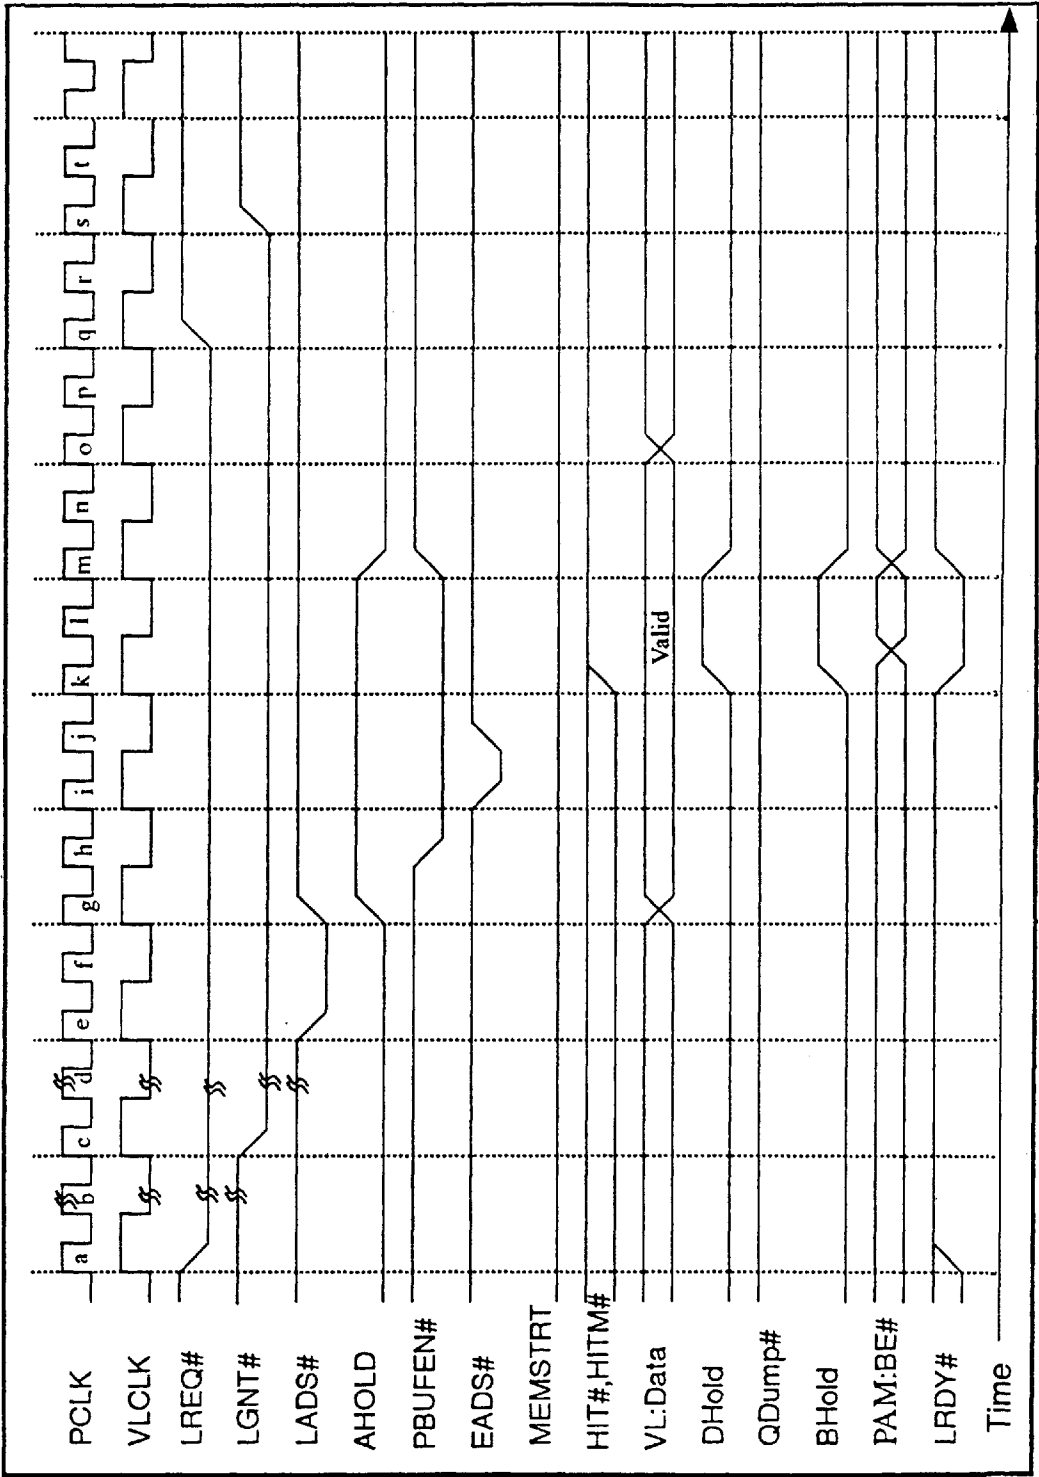 PCLK a b c d e f g h i j k l m n o p q r s t
VLCLK
LREQ#
LGNT#
LADS#
AHOLD
PBUFEN#
EADS#
MEMSTRT
HIT#,HITM#
VL:Data Valid
DHold
QDump#
BHold
PAM:BE#
LRDY#
Time